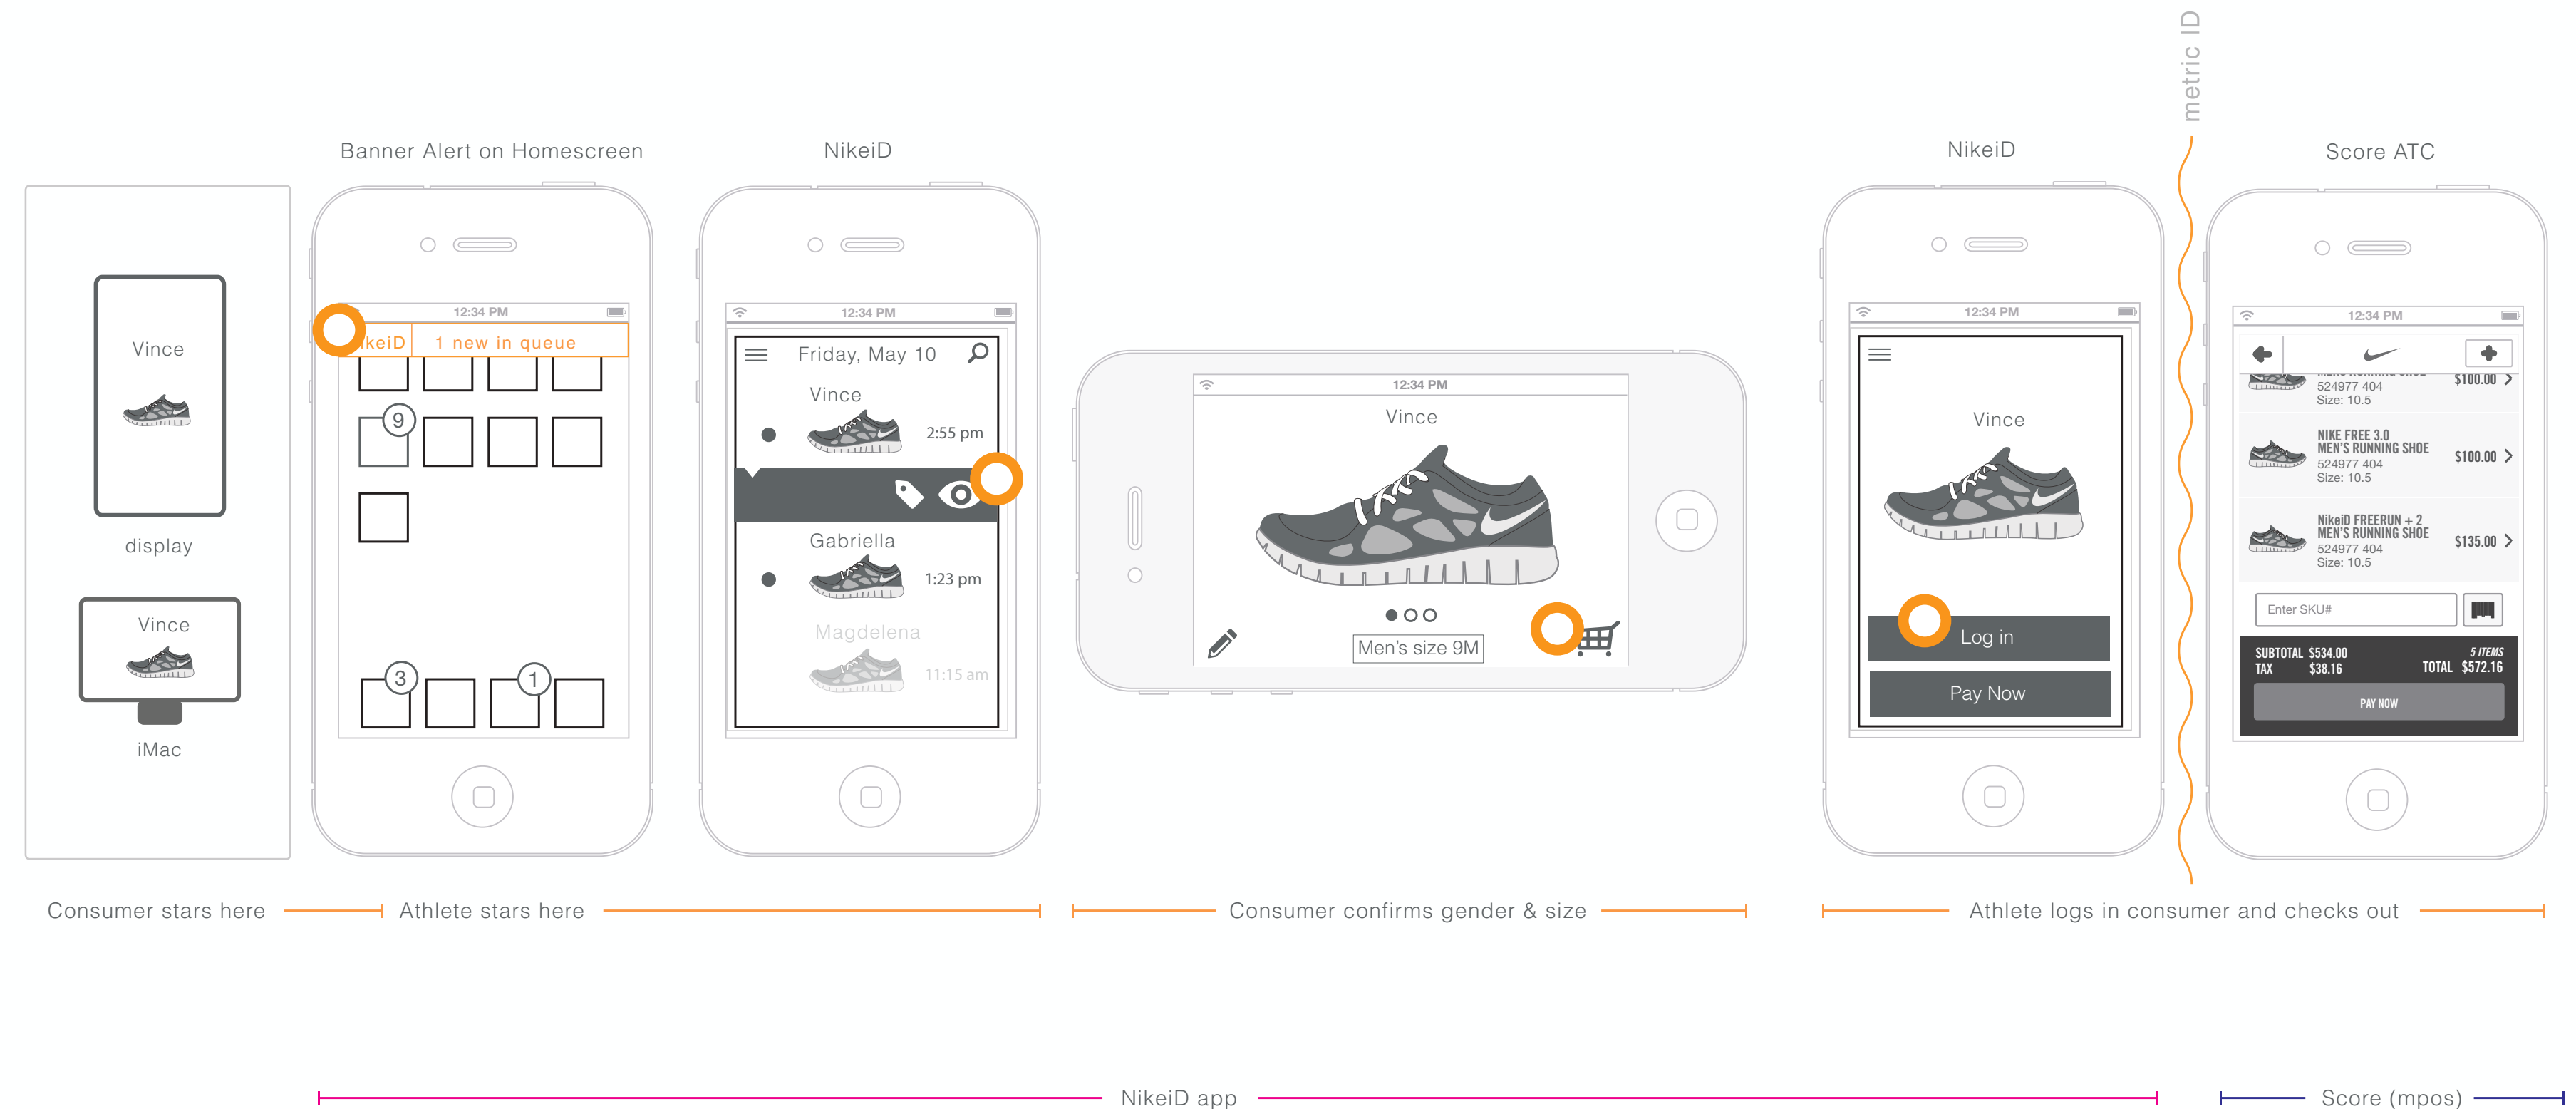 metric ID
Banner Alert on Homescreen
NikeiD
NikeiD
Score ATC
Vince
display
Vince
iMac
12:34 PM
keiD 1 new in queue
9
3
1
12:34 PM
Friday, May 10
Vince
2:55 pm
Gabriella
1:23 pm
Magdelena
11:15 am
12:34 PM
Vince
Men's size 9M
12:34 PM
Vince
Log in
Pay Now
12:34 PM
$100.00
524977 404
Size: 10.5
NIKE FREE 3.0
MEN'S RUNNING SHOE
524977 404
$100.00
Size: 10.5
NikeiD FREERUN + 2
MEN'S RUNNING SHOE
524977 404
$135.00
Size: 10.5
Enter SKU#
SUBTOTAL $534.00 5 ITEMS
TAX $38.16 TOTAL $572.16
PAY NOW
Consumer stars here
Athlete stars here
Consumer confirms gender & size
Athlete logs in consumer and checks out
NikeiD app
Score (mpos)